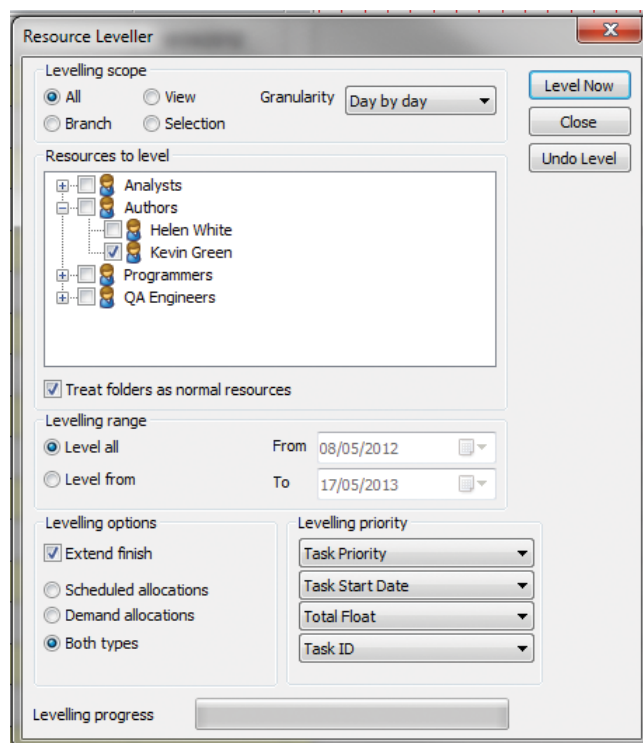 Resource Leveller
Levelling scope
All View Granularity Day by day
Branch Selection
Level Now
Close
Undo Level
Resources to level
Analysts
Authors
Helen White
Kevin Green
Programmers
QA Engineers
Treat folders as normal resources
Levelling range
Level all From 08/05/2012
Level from To 17/05/2013
Levelling options
Extend finish
Scheduled allocations
Demand allocations
Both types
Levelling priority
Task Priority
Task Start Date
Total Float
Task ID
Levelling progress